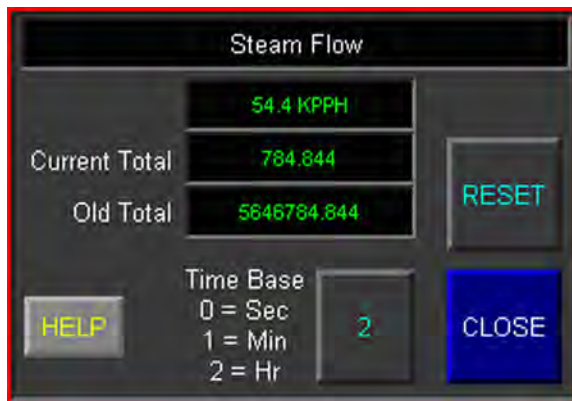 Steam Flow
54.4 KPPH
Current Total 784.844
Old Total 5646784.844
RESET
Time Base
0 = Sec
1 = Min
2 = Hr
2
HELP
CLOSE